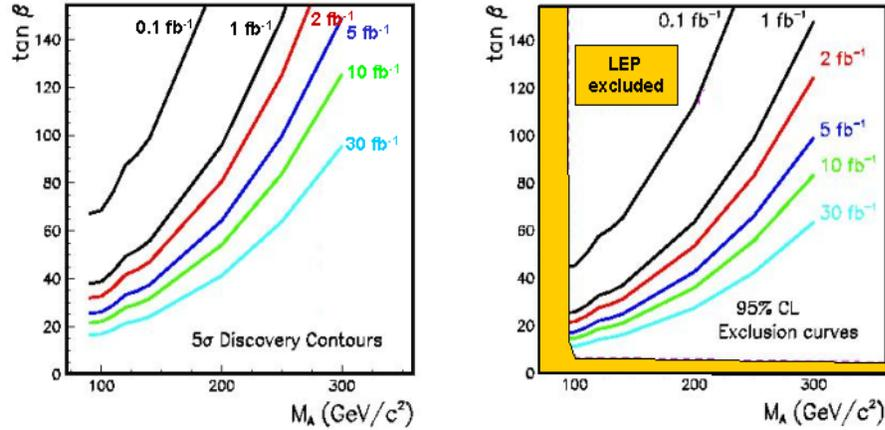 tan β
140
120
100
80
60
40
20
0
0.1 fb⁻¹
1 fb⁻¹
2 fb⁻¹
5 fb⁻¹
10 fb⁻¹
30 fb⁻¹
5σ Discovery Contours
100
200
300
M_A (GeV/c²)
tan β
140
120
100
80
60
40
20
0
LEP
excluded
0.1 fb⁻¹
1 fb⁻¹
2 fb⁻¹
5 fb⁻¹
10 fb⁻¹
30 fb⁻¹
95% CL
Exclusion curves
100
200
300
M_A (GeV/c²)